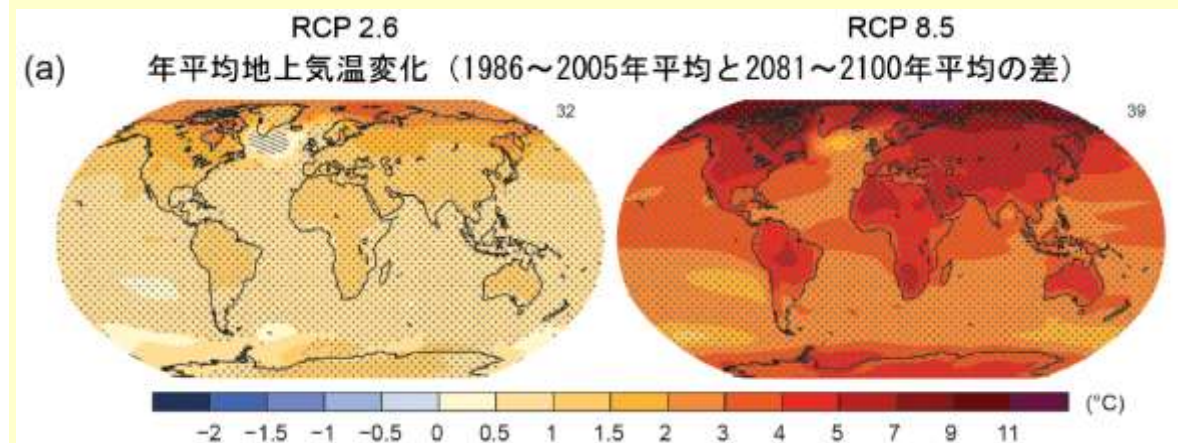 RCP 2.6 RCP 8.5
(a) 年平均地上気温変化（1986～2005年平均と2081～2100年平均の差）
32 39
(°C)
−2 −1.5 −1 −0.5 0 0.5 1 1.5 2 3 4 5 7 9 11